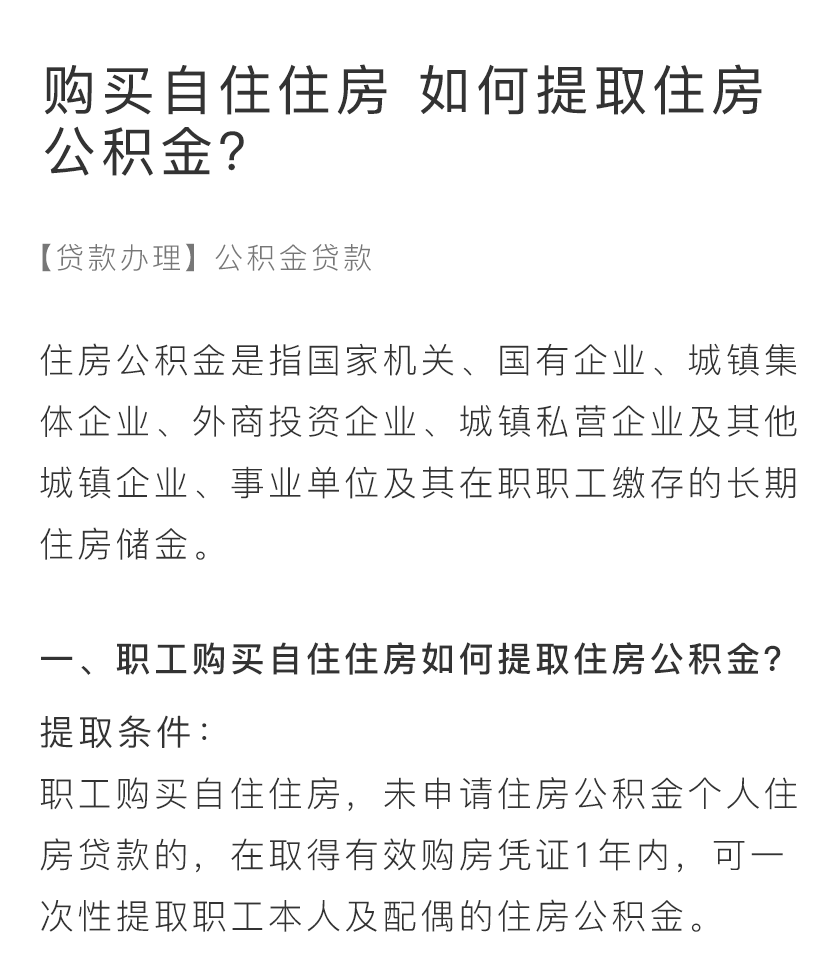 购买自住住房 如何提取住房
公积金?
【贷款办理】公积金贷款
住房公积金是指国家机关、国有企业、城镇集
体企业、外商投资企业、城镇私营企业及其他
城镇企业、事业单位及其在职职工缴存的长期
住房储金。
一、职工购买自住住房如何提取住房公积金?
提取条件：
职工购买自住住房，未申请住房公积金个人住
房贷款的，在取得有效购房凭证1年内，可一
次性提取职工本人及配偶的住房公积金。